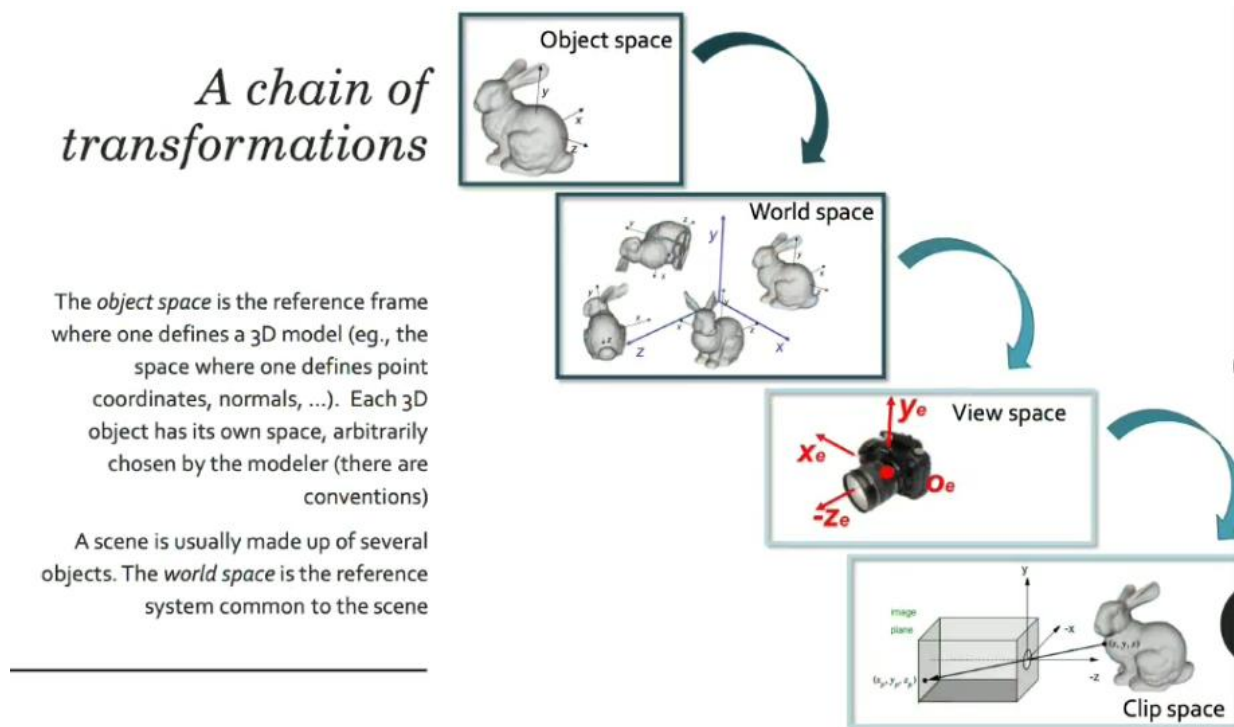 A chain of
transformations
The object space is the reference frame
where one defines a 3D model (eg., the
space where one defines point
coordinates, normals, ...). Each 3D
object has its own space, arbitrarily
chosen by the modeler (there are
conventions)
A scene is usually made up of several
objects. The world space is the reference
system common to the scene
Object space
y
x
z
World space
y
z
x
View space
ye
xe
oe
-ze
y
image
plane
-x
(x, y, z)
-z
(xp, yp, zp)
Clip space